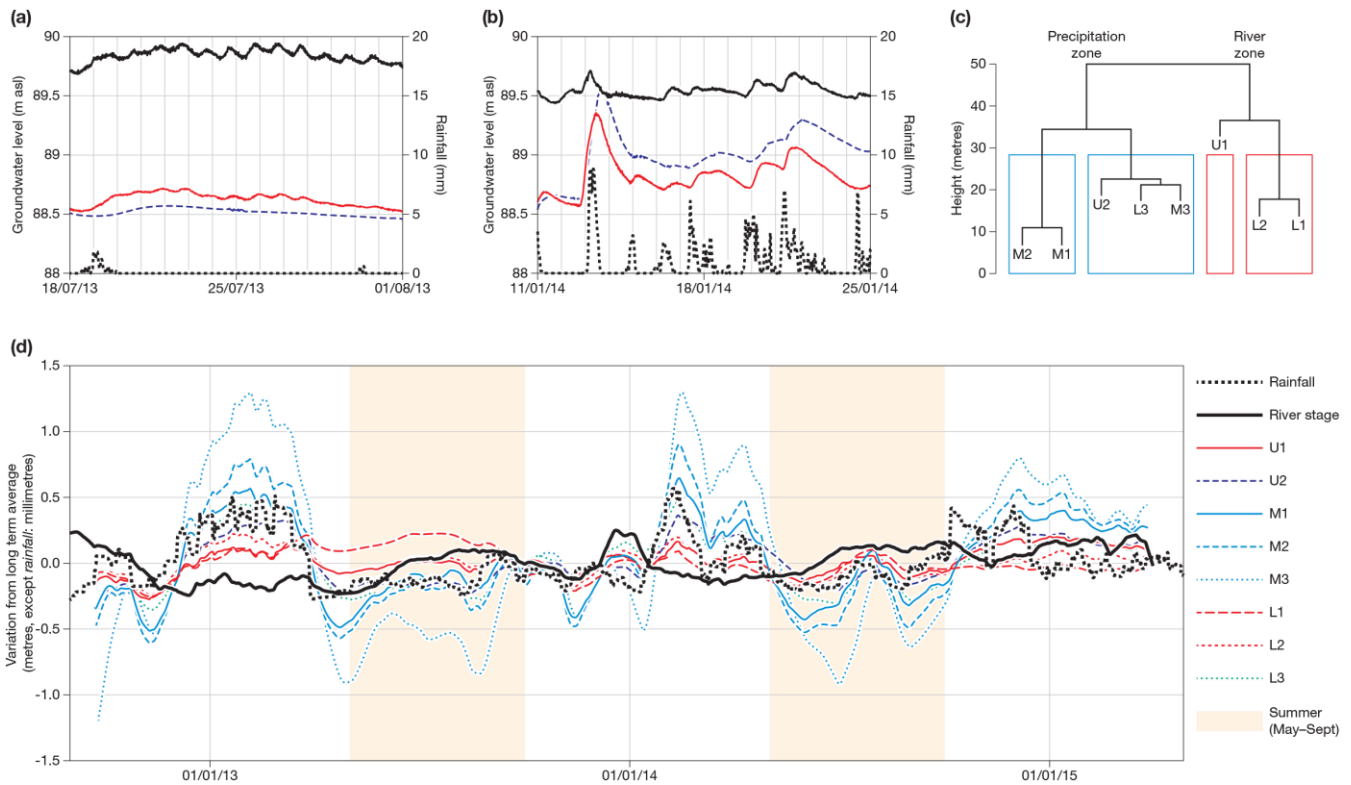 (a)
90
89.5
89
88.5
88
Groundwater level (m asl)
20
15
10
5
0
Rainfall (mm)
18/07/13
25/07/13
01/08/13
(b)
90
89.5
89
88.5
88
Groundwater level (m asl)
20
15
10
5
0
Rainfall (mm)
11/01/14
18/01/14
25/01/14
(c)
Precipitation
zone
River
zone
50
40
30
20
10
0
Height (metres)
U1
U2
L3
M3
L2
L1
M2
M1
(d)
1.5
1.0
0.5
0.0
-0.5
-1.0
-1.5
Variation from long term average
(metres, except rainfall: millimetres)
01/01/13
01/01/14
01/01/15
Rainfall
River stage
U1
U2
M1
M2
M3
L1
L2
L3
Summer
(May–Sept)